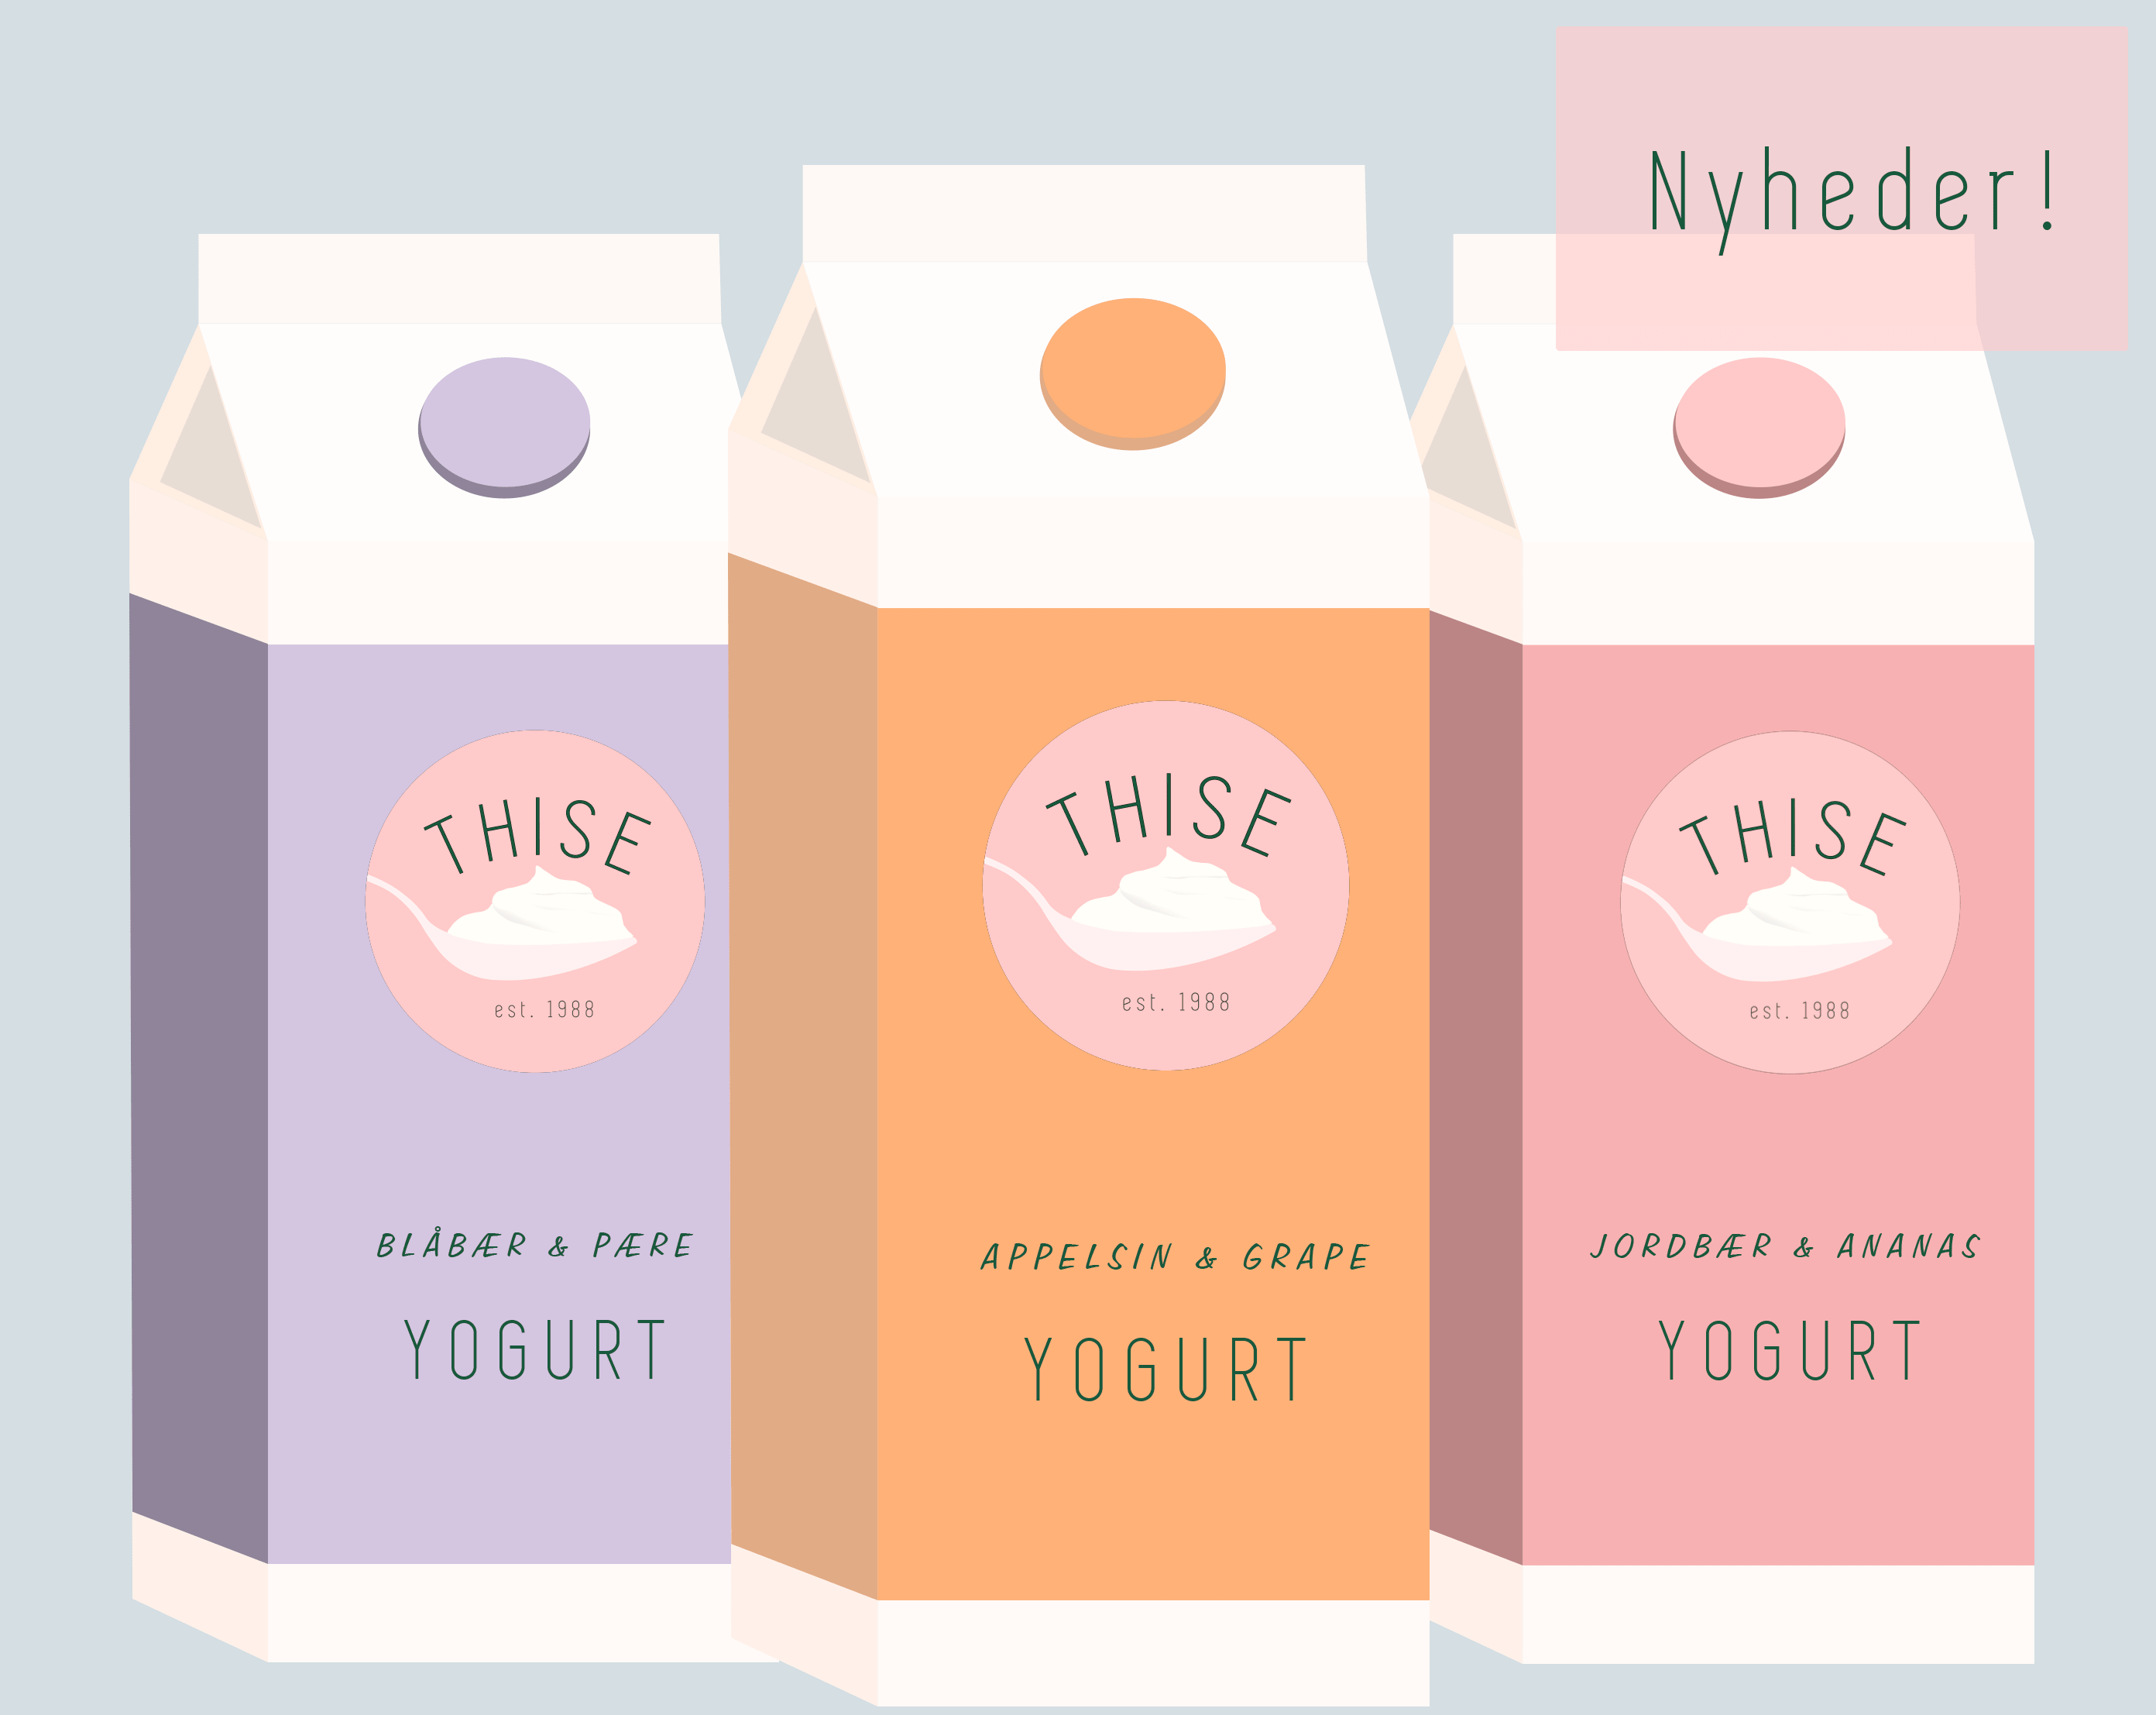 Nyheder!
THISE
est. 1988
BLÅBÆR & PÆRE
YOGURT
THISE
est. 1988
APPELSIN & GRAPE
YOGURT
THISE
est. 1988
JORDBÆR & ANANAS
YOGURT